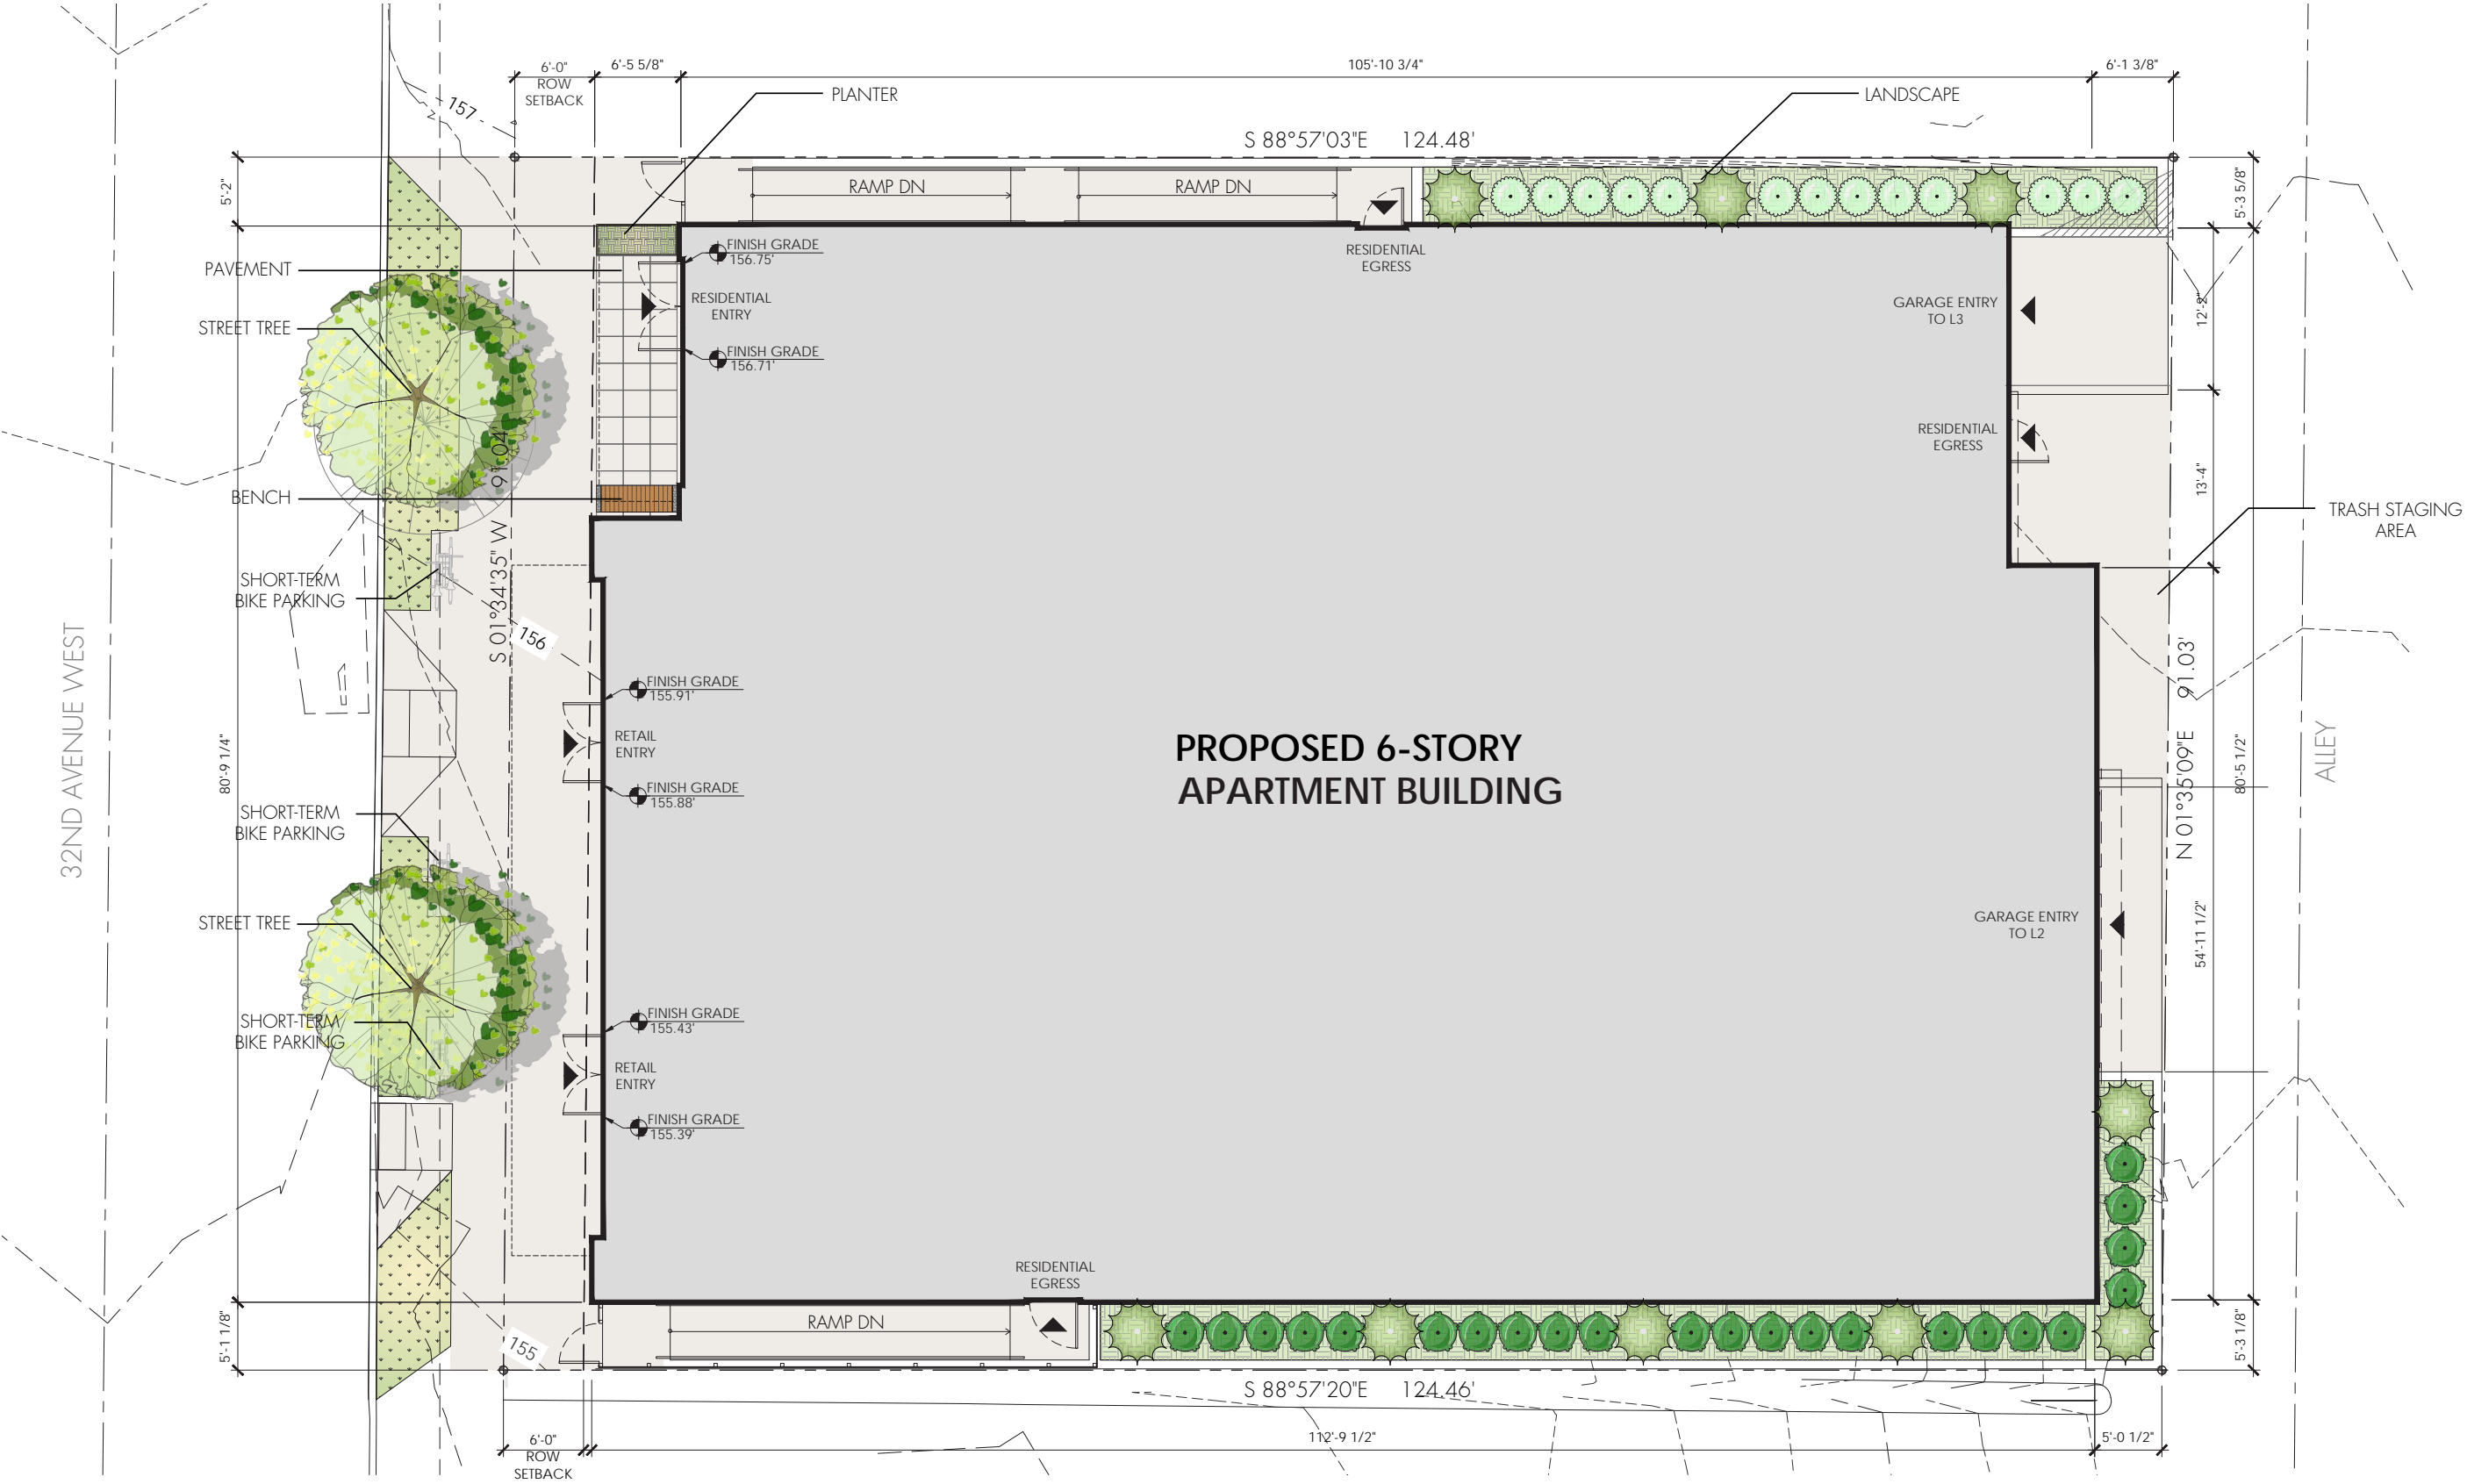 6'-0"
ROW
SETBACK
6'-5 5/8"
105'-10 3/4"
6'-1 3/8"
PLANTER
LANDSCAPE
157
S 88°57'03"E 124.48'
5'-2"
5'-3 5/8"
RAMP DN
RAMP DN
RESIDENTIAL
EGRESS
FINISH GRADE
156.75'
PAVEMENT
RESIDENTIAL
ENTRY
GARAGE ENTRY
TO L3
12'-2"
STREET TREE
FINISH GRADE
156.71'
RESIDENTIAL
EGRESS
13'-4"
BENCH
TRASH STAGING
AREA
S 01°34'35" W 91.04'
SHORT-TERM
BIKE PARKING
156
32ND AVENUE WEST
80'-9 1/4"
FINISH GRADE
155.91'
RETAIL
ENTRY
FINISH GRADE
155.88'
PROPOSED 6-STORY
APARTMENT BUILDING
N 01°35'09"E 91.03'
80'-5 1/2"
ALLEY
SHORT-TERM
BIKE PARKING
STREET TREE
GARAGE ENTRY
TO L2
54'-11 1/2"
SHORT-TERM
BIKE PARKING
FINISH GRADE
155.43'
RETAIL
ENTRY
FINISH GRADE
155.39'
RESIDENTIAL
EGRESS
RAMP DN
5'-1 1/8"
155
5'-3 1/8"
S 88°57'20"E 124.46'
6'-0"
ROW
SETBACK
112'-9 1/2"
5'-0 1/2"